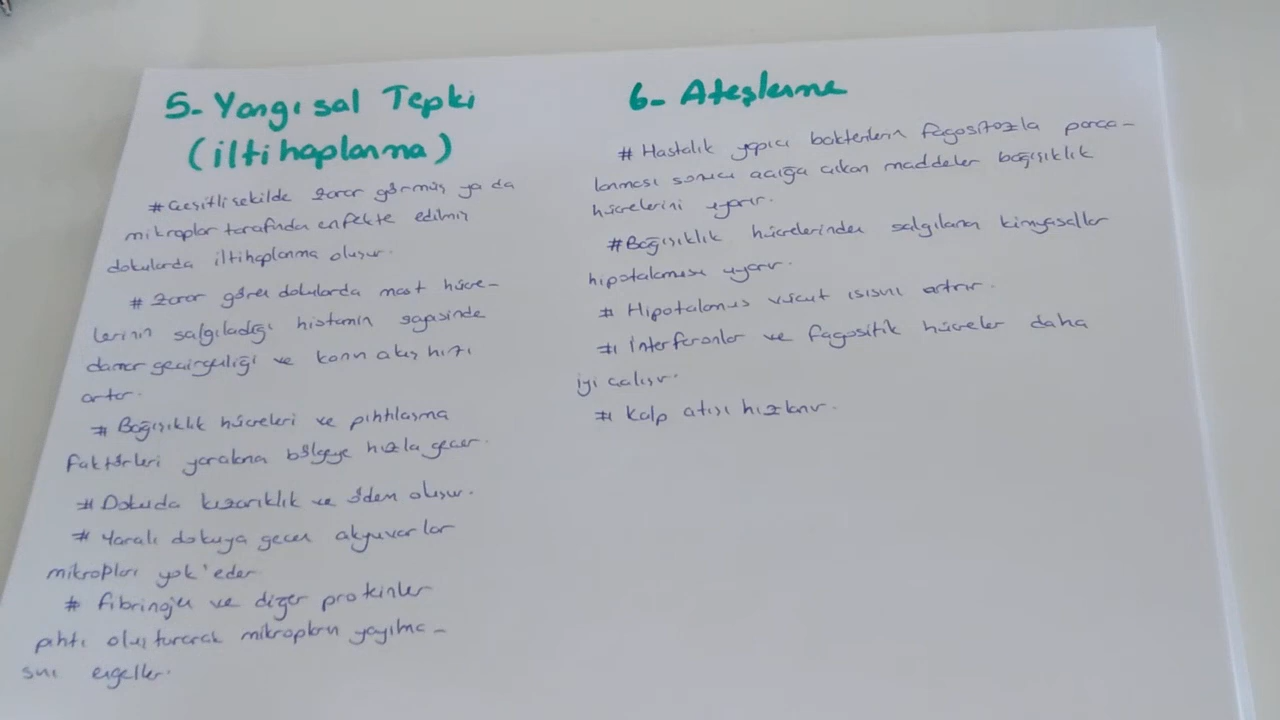 5- Yangısal Tepki
(iltihaplanma)
# Çeşitli şekilde zarar görmüş ya da
mikroplar tarafından enfekte edilmiş
dokularda iltihaplanma oluşur.
# Zarar gören dokularda mast hücre-
lerinin salgıladığı histamin sayesinde
damar geçirgenliği ve kanın akış hızı
artar.
# Bağışıklık hücreleri ve pıhtılaşma
faktörleri yaralanan bölgeye hızla geçer.
# Dokuda kızarıklık ve ödem oluşur.
# Yaralı dokuya geçen akyuvarlar
mikropları yok eder
# fibrinojen ve diğer proteinler
pıhtı oluşturarak mikropların yayılma-
sını engeller.
6- Ateşlenme
# Hastalık yapıcı bakterilerin fagositozla parça-
lanması sonucu açığa çıkan maddeler bağışıklık
hücrelerini uyarır.
# Bağışıklık hücrelerinden salgılanan kimyasallar
hipotalamusu uyarır.
# Hipotalamus vücut ısısını artırır.
# İnterferonlar ve fagositik hücreler daha
iyi çalışır.
# Kalp atışı hızlanır.